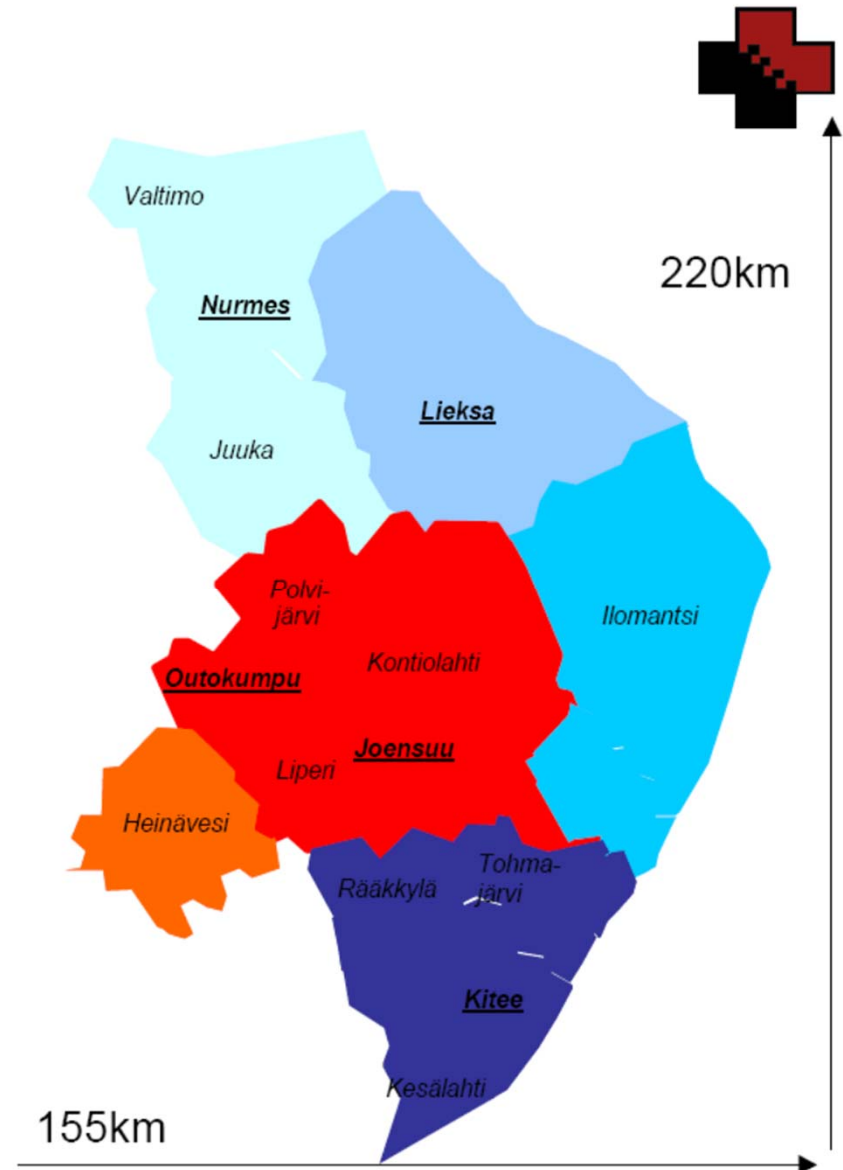 Valtimo
220km
Nurmes
Lieksa
Juuka
Polvi-
järvi
Ilomantsi
Kontiolahti
Outokumpu
Joensuu
Liperi
Heinävesi
Tohma-
järvi
Rääkkylä
Kitee
Kesälahti
155km